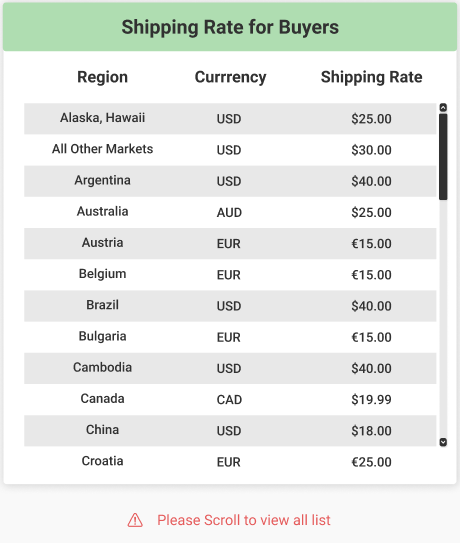 Shipping Rate for Buyers
Region Currrency Shipping Rate
Alaska, Hawaii USD $25.00
All Other Markets USD $30.00
Argentina USD $40.00
Australia AUD $25.00
Austria EUR €15.00
Belgium EUR €15.00
Brazil USD $40.00
Bulgaria EUR €15.00
Cambodia USD $40.00
Canada CAD $19.99
China USD $18.00
Croatia EUR €25.00
Please Scroll to view all list